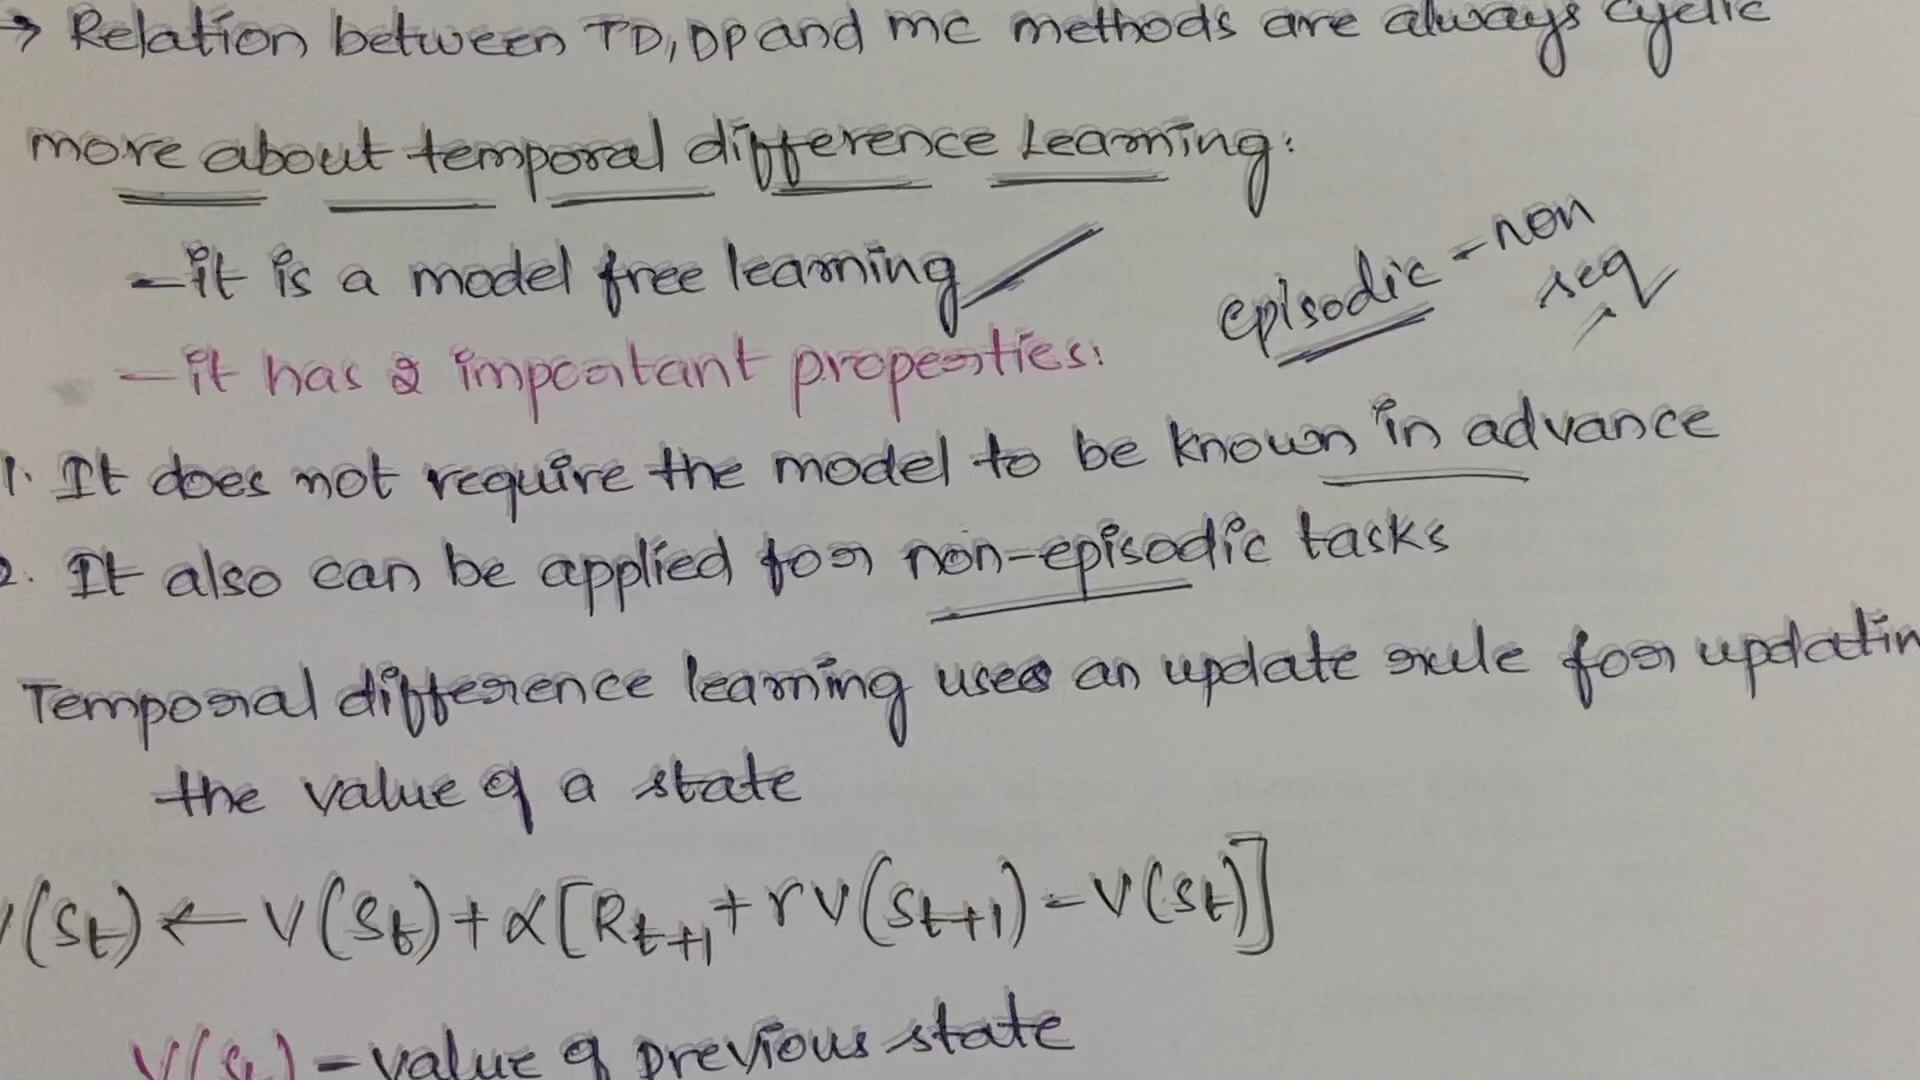 → Relation between TD, DP and MC methods are always cyclic
more about temporal difference Learning:
- it is a model free learning
episodic - non
seq
- it has 2 important properties:
1. It does not require the model to be known in advance
2. It also can be applied for non-episodic tasks
Temporal difference learning uses an update rule for updatin
the value of a state
V(St) ← V(St) + α[Rt+1 + rV(St+1) - V(St)]
V(St) - value of previous state